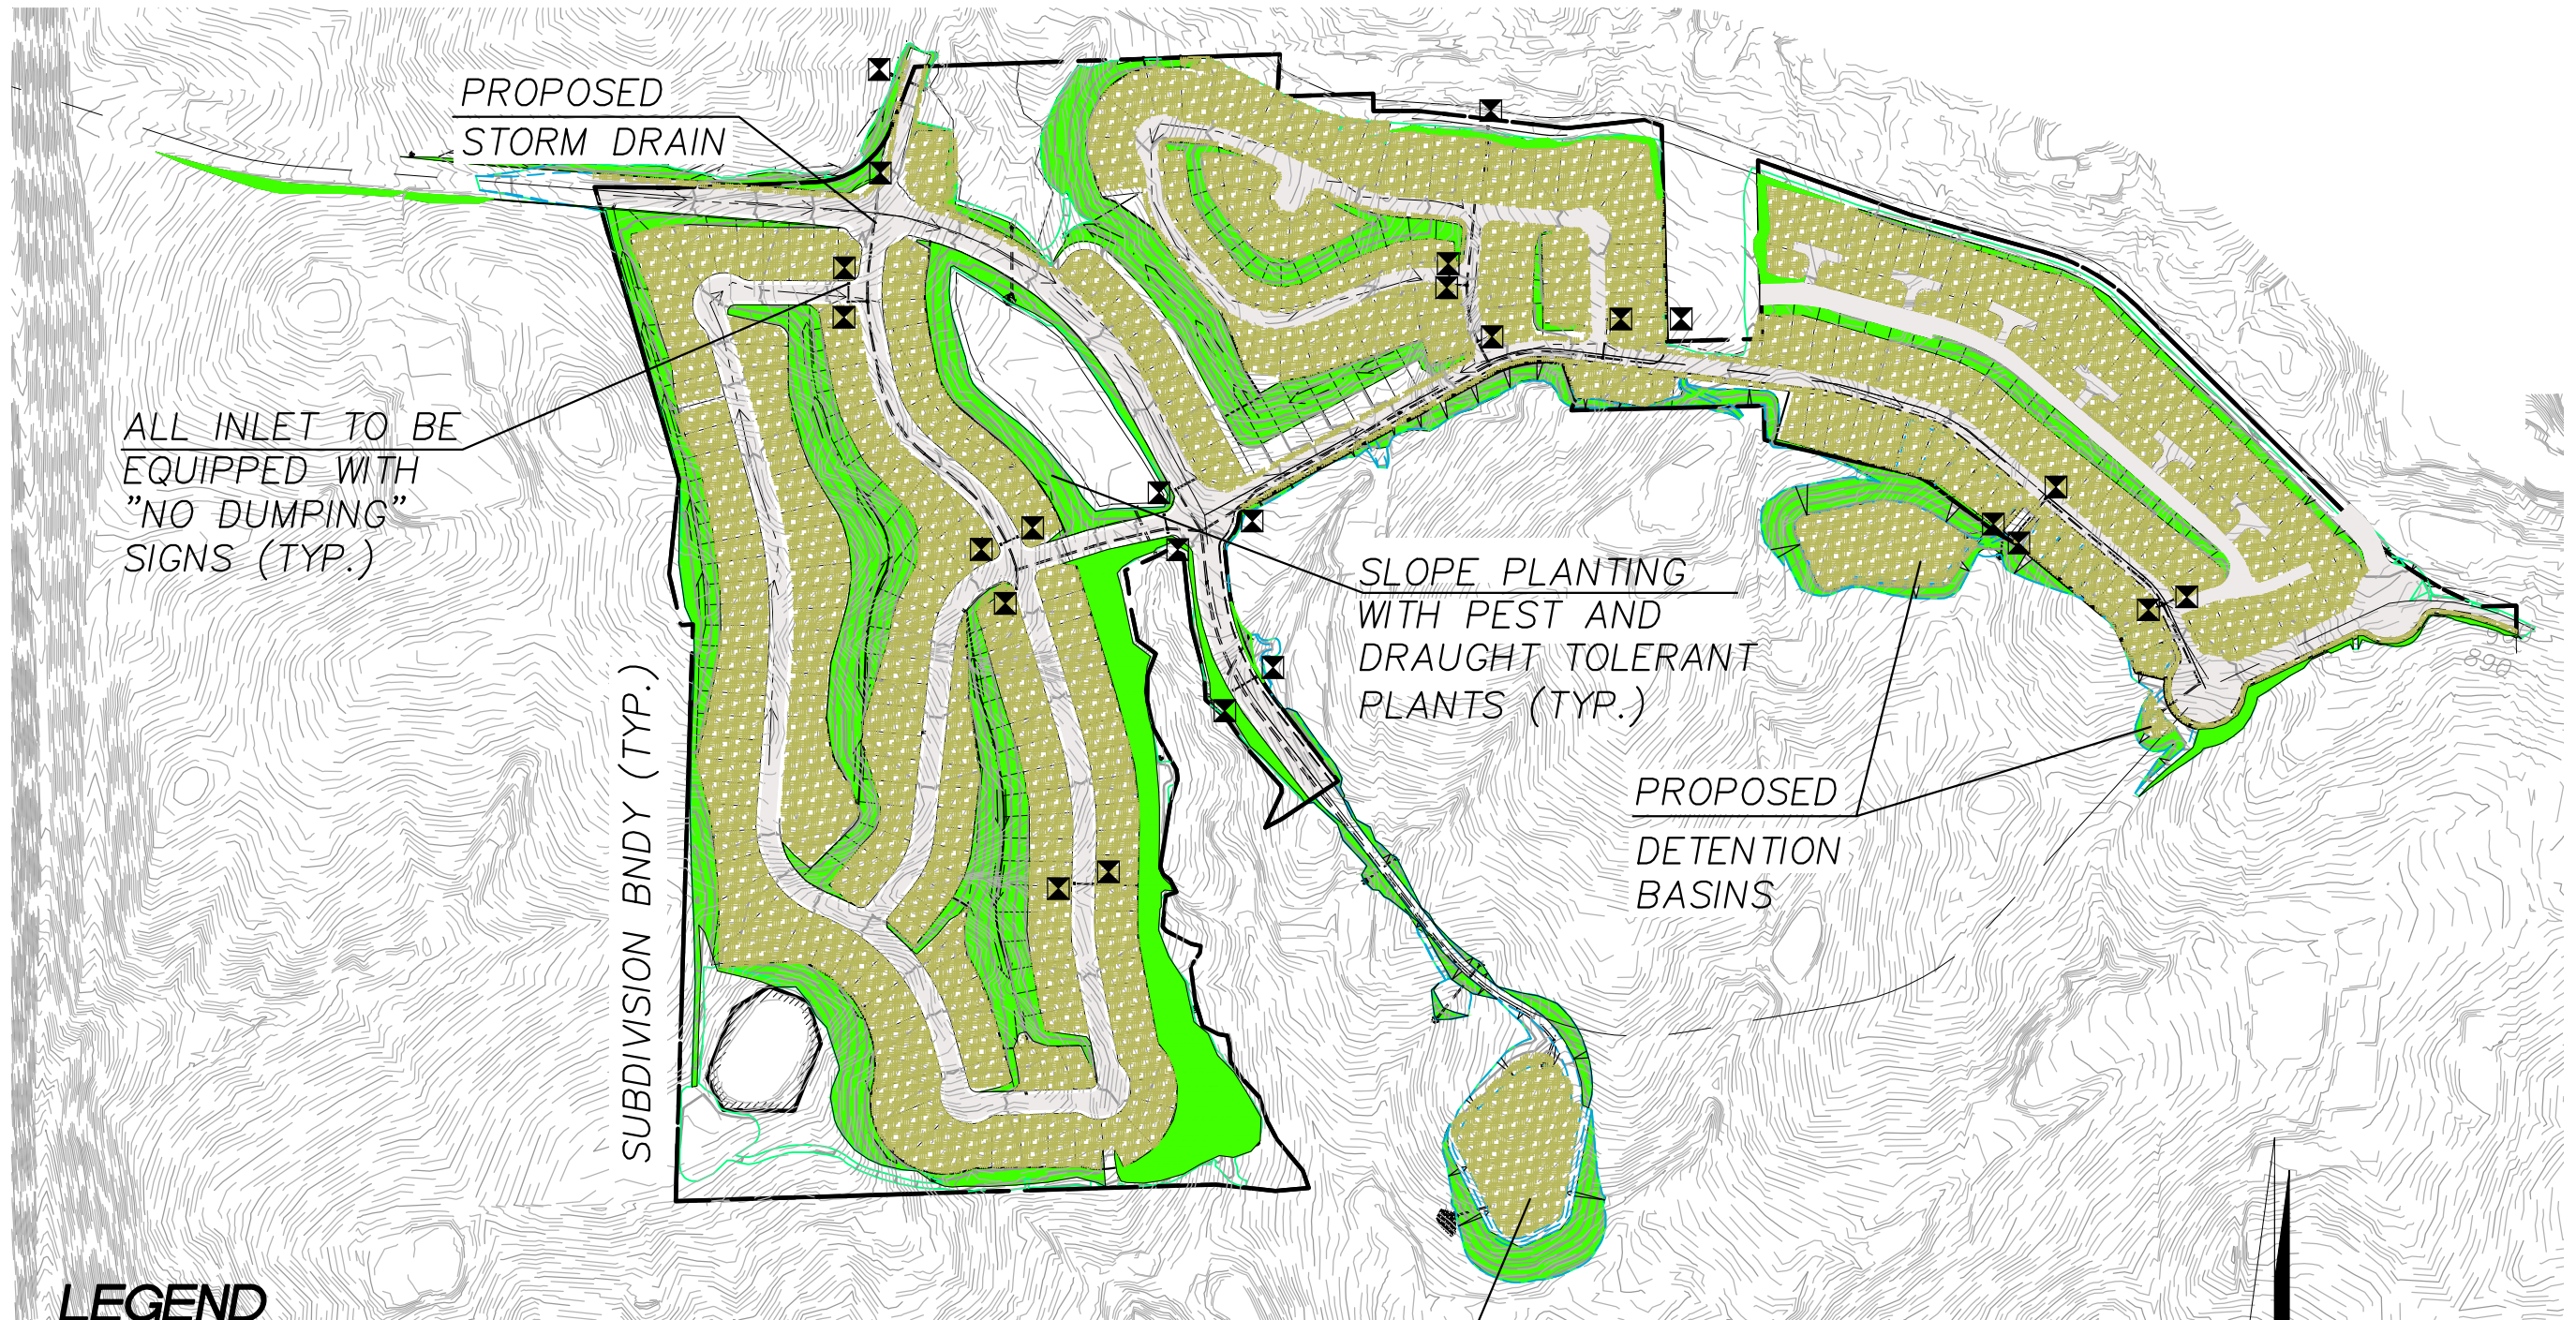 PROPOSED
STORM DRAIN
ALL INLET TO BE
EQUIPPED WITH
"NO DUMPING"
SIGNS (TYP.)
SUBDIVISION BNDY (TYP.)
SLOPE PLANTING
WITH PEST AND
DRAUGHT TOLERANT
PLANTS (TYP.)
PROPOSED
DETENTION
BASINS
890
LEGEND